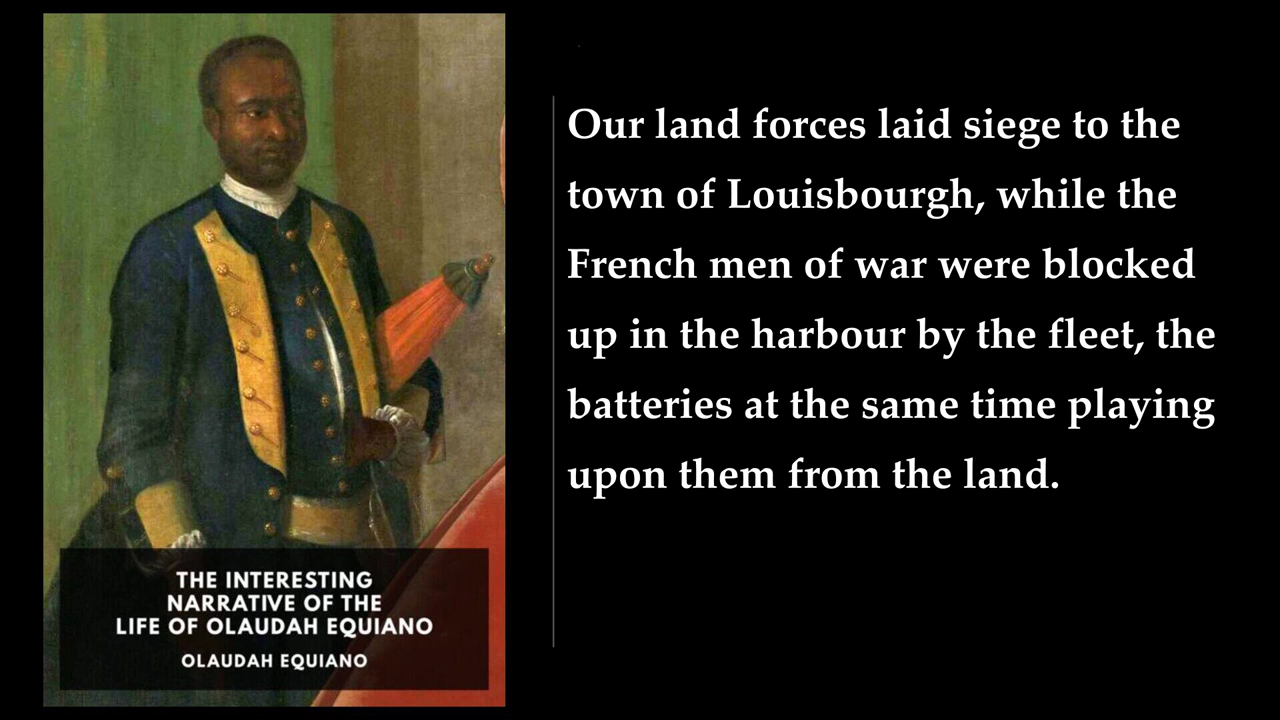 Our land forces laid siege to the
town of Louisbourgh, while the
French men of war were blocked
up in the harbour by the fleet, the
batteries at the same time playing
upon them from the land.
THE INTERESTING
NARRATIVE OF THE
LIFE OF OLAUDAH EQUIANO
OLAUDAH EQUIANO